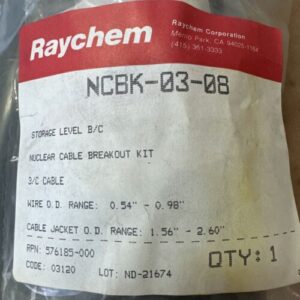 Raychem
Raychem Corporation
Menlo Park, CA 94025-1164
(415) 361-3333
NCBK-03-08
STORAGE LEVEL B/C
NUCLEAR CABLE BREAKOUT KIT
3/C CABLE
WIRE O.D. RANGE: 0.54" - 0.98"
CABLE JACKET O.D. RANGE: 1.56" - 2.60"
RPN: 576185-000
QTY: 1
CODE: 03120 LOT: ND-21674